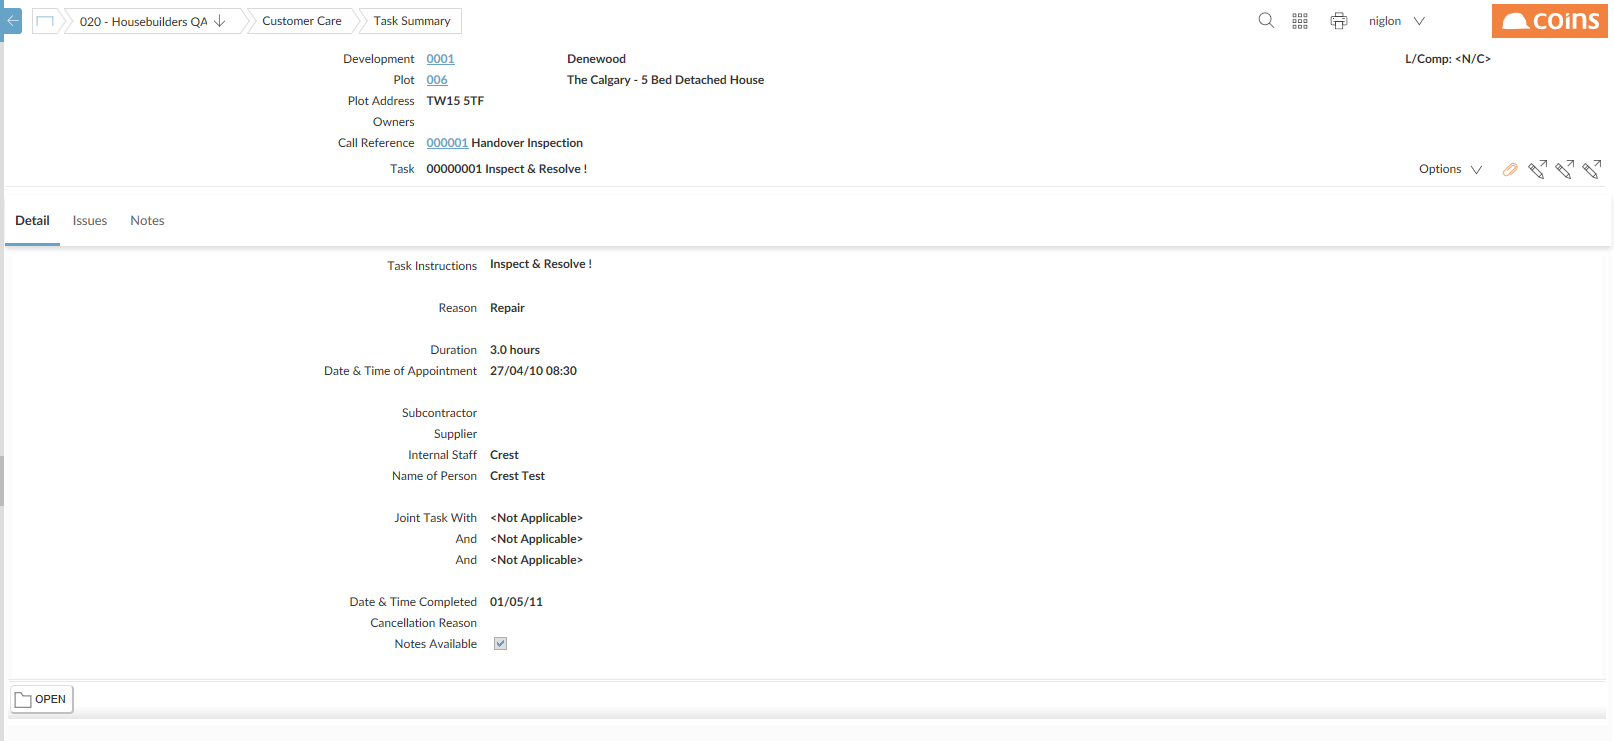 020 - Housebuilders QA Customer Care Task Summary niglon coins
Development 0001 Denewood L/Comp: <N/C>
Plot 006 The Calgary - 5 Bed Detached House
Plot Address TW15 5TF
Owners
Call Reference 000001 Handover Inspection
Task 00000001 Inspect & Resolve ! Options
Detail Issues Notes
Task Instructions Inspect & Resolve !
Reason Repair
Duration 3.0 hours
Date & Time of Appointment 27/04/10 08:30
Subcontractor
Supplier
Internal Staff Crest
Name of Person Crest Test
Joint Task With <Not Applicable>
And <Not Applicable>
And <Not Applicable>
Date & Time Completed 01/05/11
Cancellation Reason
Notes Available
OPEN